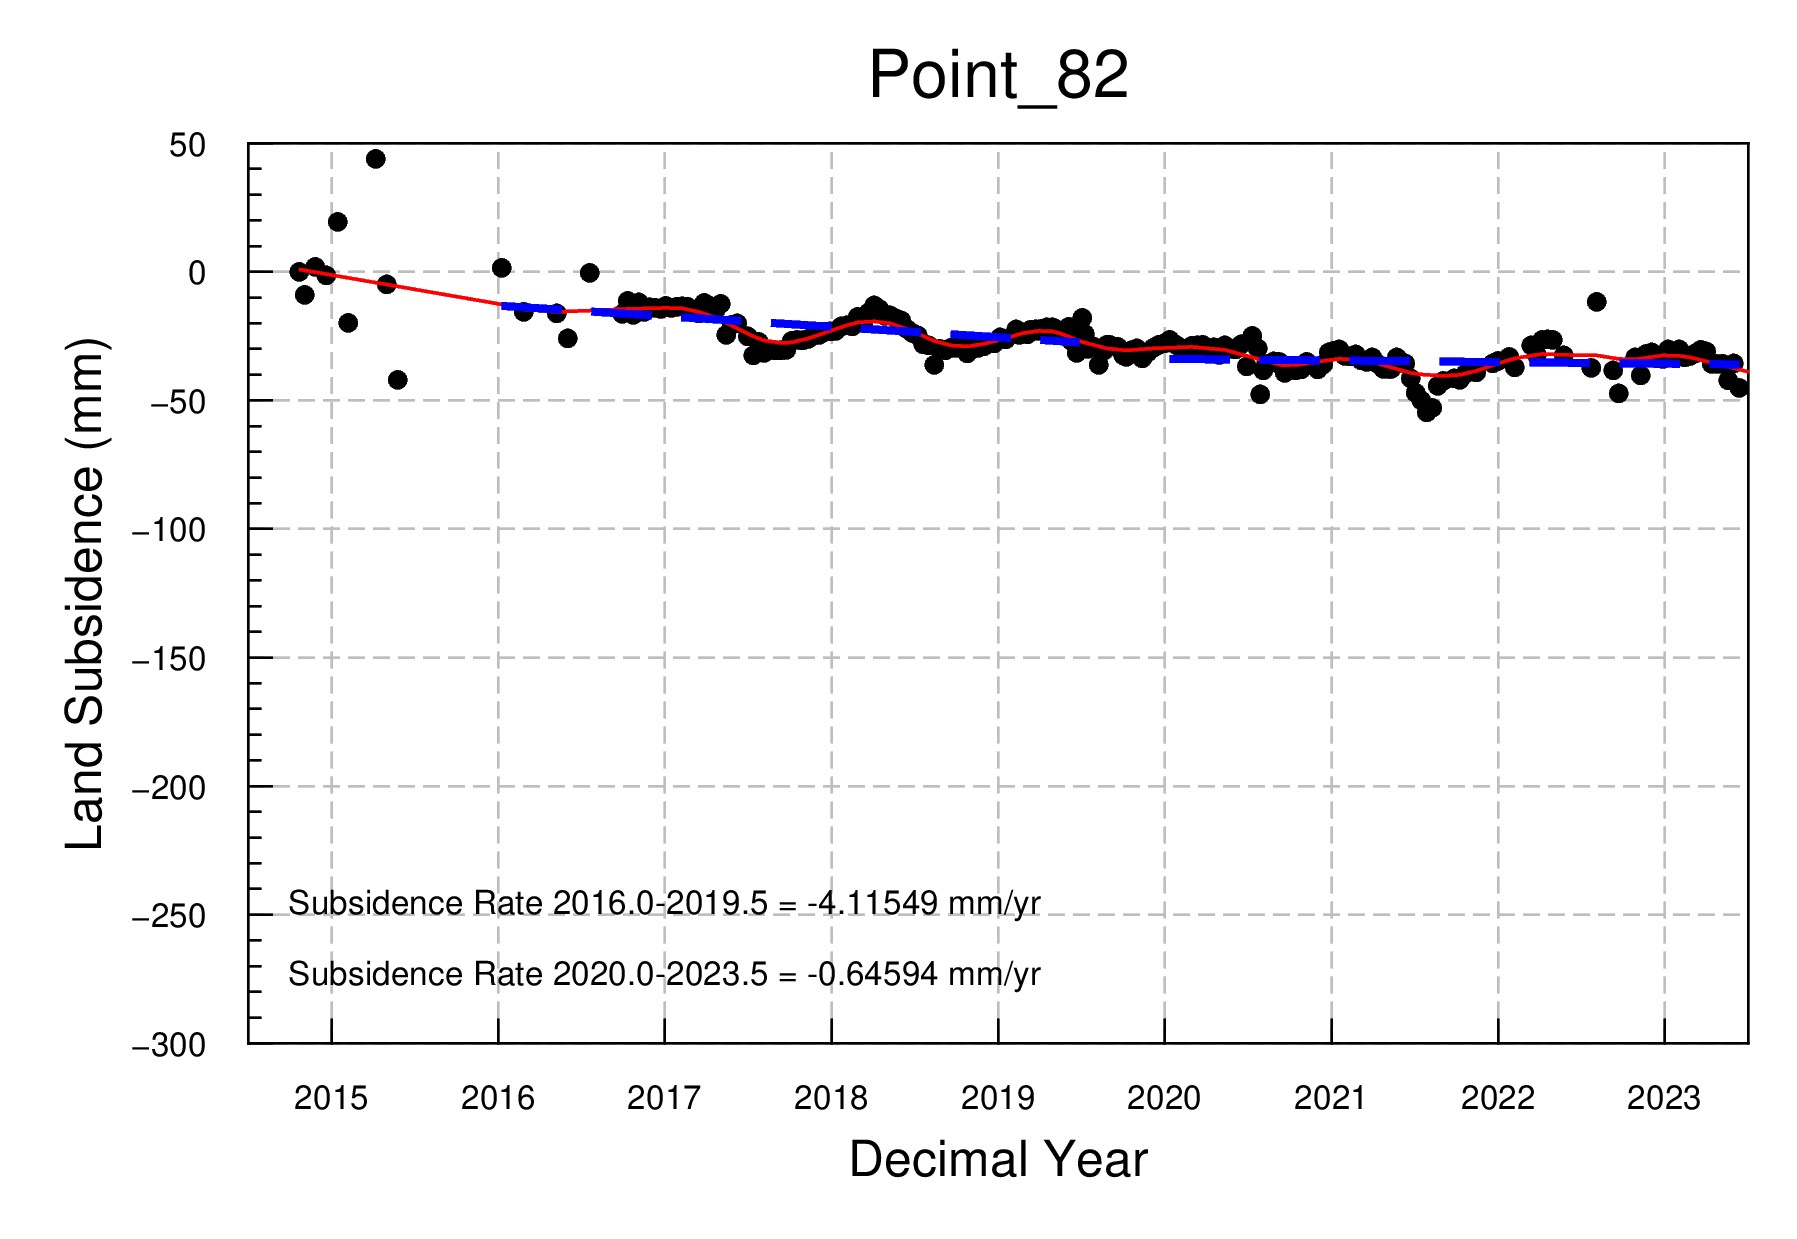 Point_82
50
0
−50
−100
−150
−200
−250
−300
Land Subsidence (mm)
Subsidence Rate 2016.0-2019.5 = -4.11549 mm/yr
Subsidence Rate 2020.0-2023.5 = -0.64594 mm/yr
2015 2016 2017 2018 2019 2020 2021 2022 2023
Decimal Year